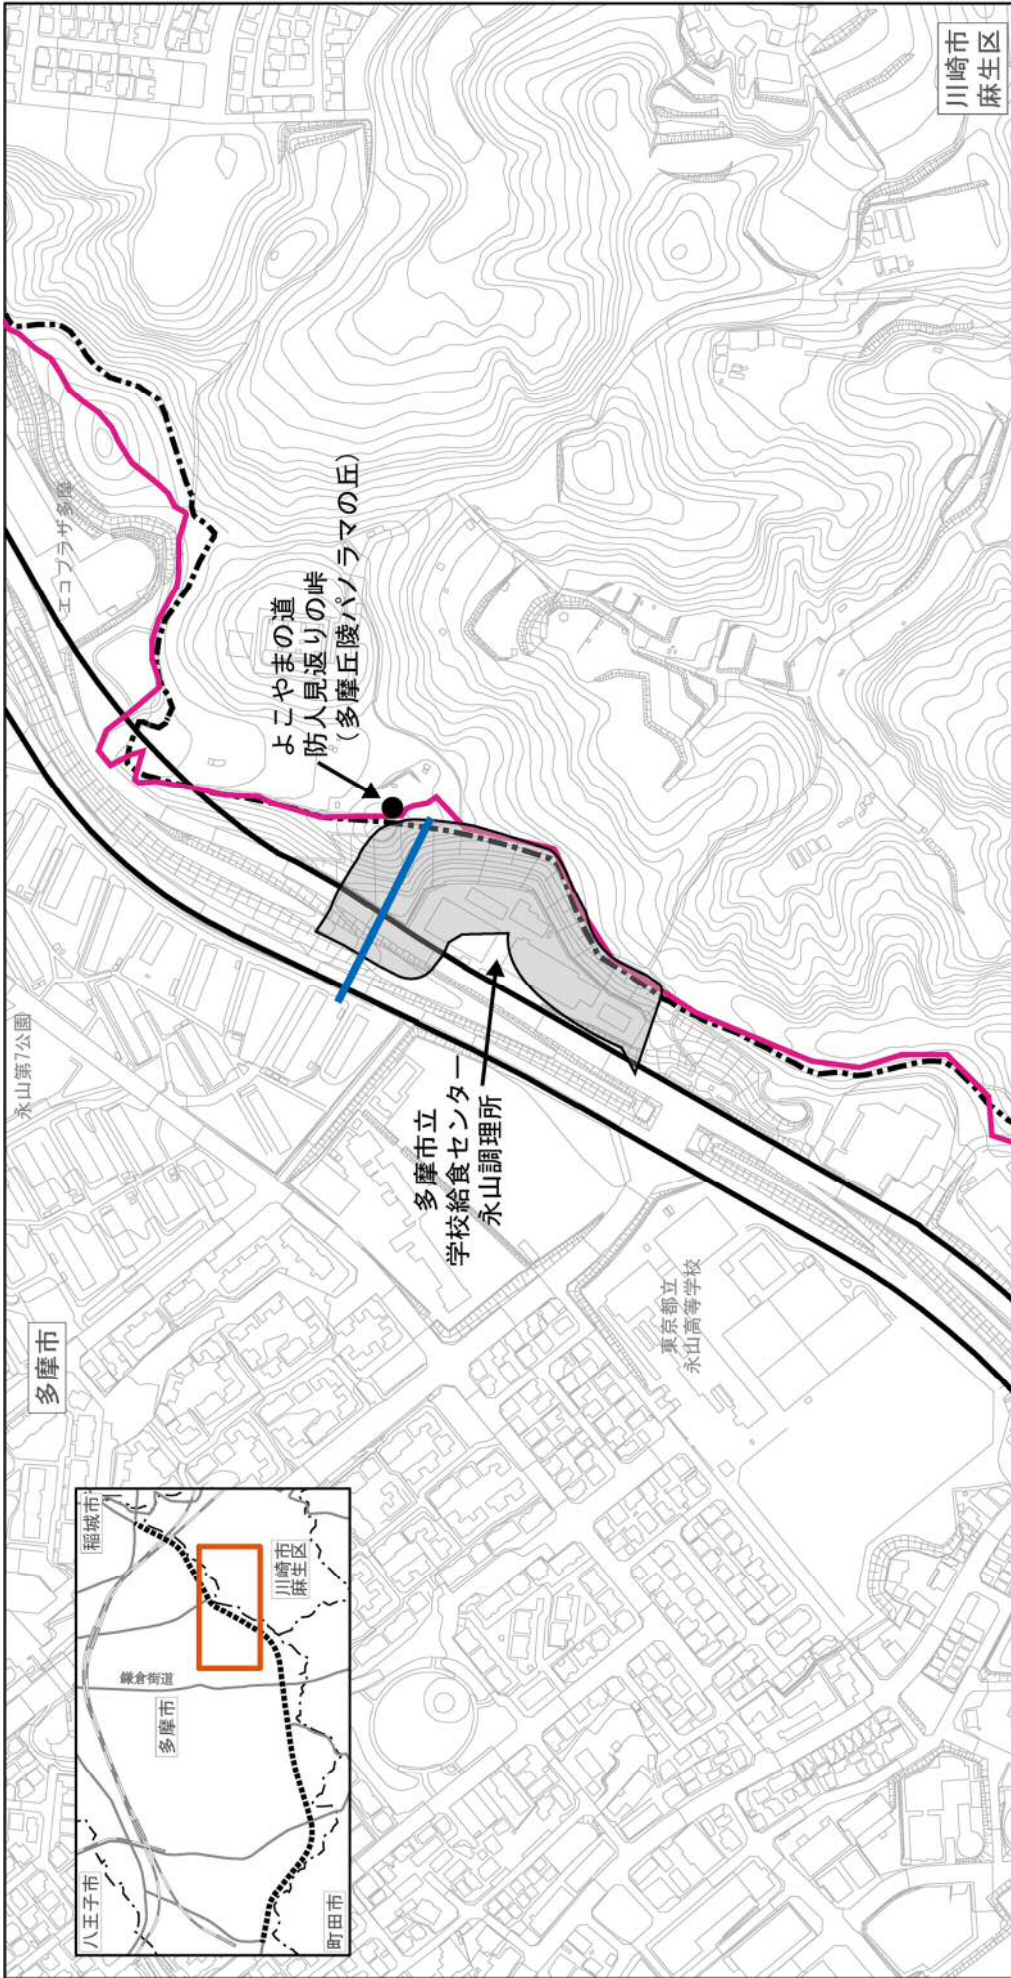 八王子市
稲城市
鎌倉街道
多摩市
町田市
川崎市
麻生区
多摩市
永山第7公園
エコプラザ多摩
よこやまの道
防人見返りの峠
（多摩丘陵パノラマの丘）
多摩市立
学校給食センター
永山調理所
東京都立
永山高等学校
川崎市
麻生区